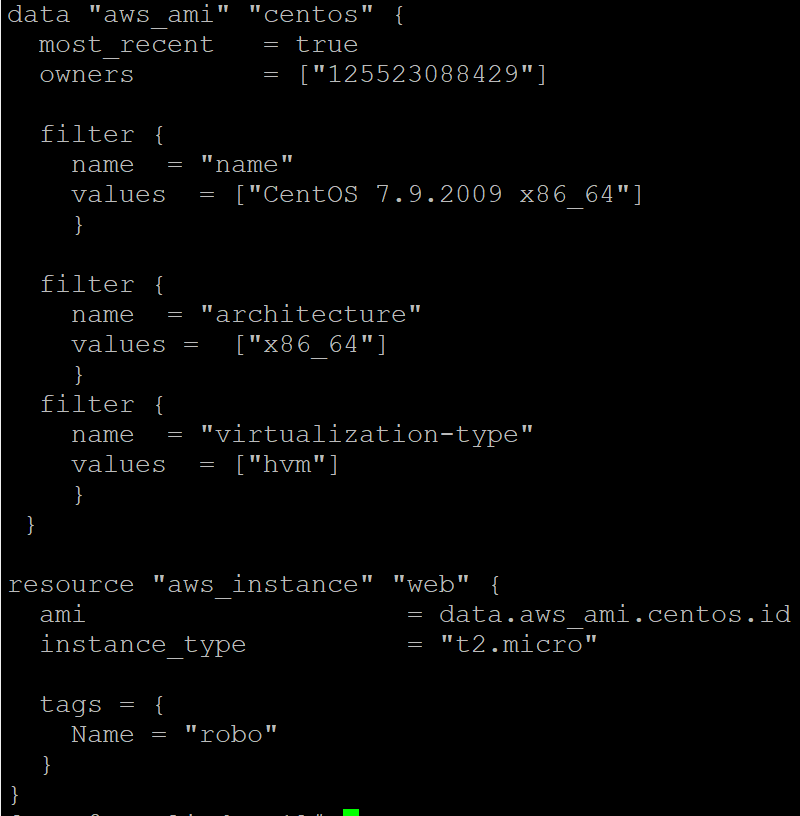 data "aws_ami" "centos" {
  most_recent   = true
  owners        = ["125523088429"]

  filter {
    name  = "name"
    values  = ["CentOS 7.9.2009 x86_64"]
    }

  filter {
    name  = "architecture"
    values =  ["x86_64"]
    }
  filter {
    name  = "virtualization-type"
    values  = ["hvm"]
    }
 }

resource "aws_instance" "web" {
  ami                    = data.aws_ami.centos.id
  instance_type          = "t2.micro"

  tags = {
    Name = "robo"
  }
}